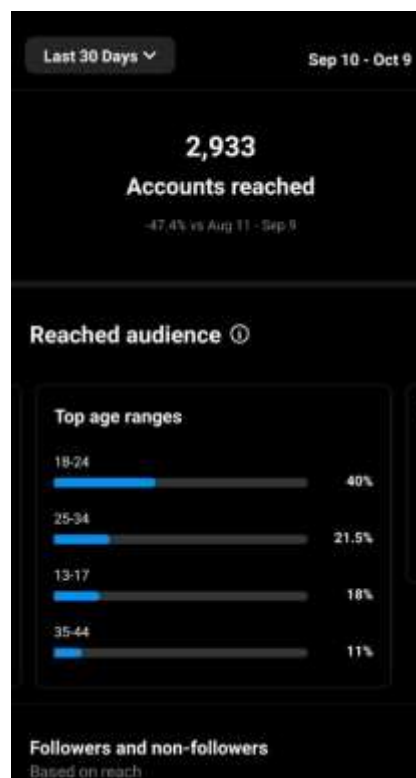 Last 30 Days
Sep 10 - Oct 9
2,933
Accounts reached
-47.4% vs Aug 11 - Sep 9
Reached audience
Top age ranges
18-24
40%
25-34
21.5%
13-17
18%
35-44
11%
Followers and non-followers
Based on reach